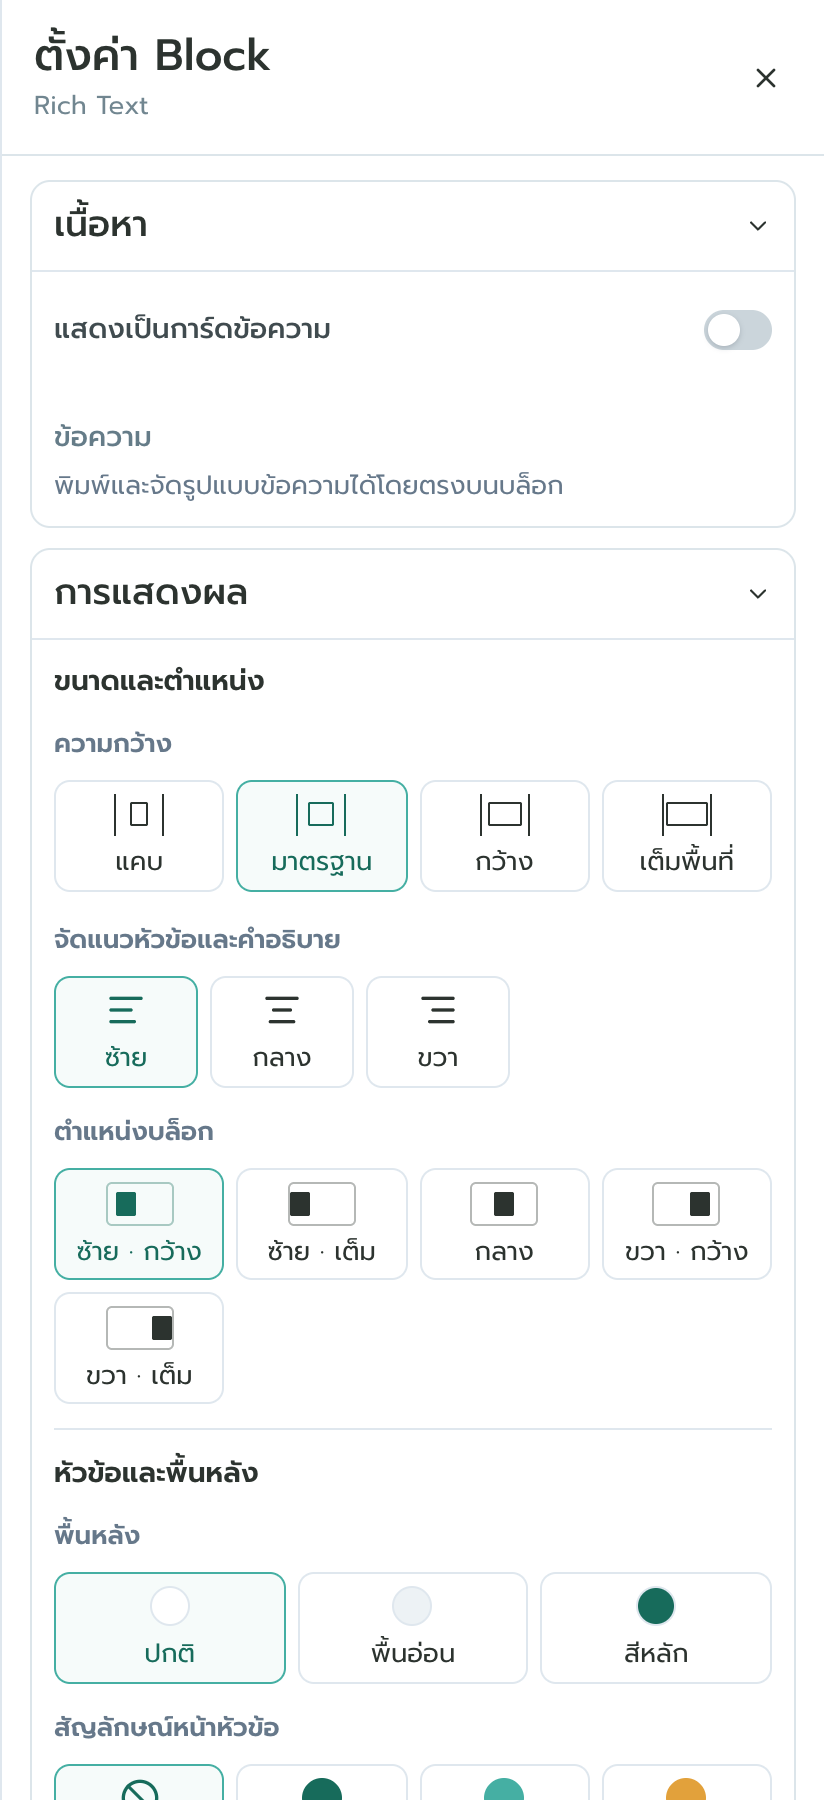 ตั้งค่า Block
Rich Text
เนื้อหา
แสดงเป็นการ์ดข้อความ
ข้อความ
พิมพ์และจัดรูปแบบข้อความได้โดยตรงบนบล็อก
การแสดงผล
ขนาดและตำแหน่ง
ความกว้าง
แคบ มาตรฐาน กว้าง เต็มพื้นที่
จัดแนวหัวข้อและคำอธิบาย
ซ้าย กลาง ขวา
ตำแหน่งบล็อก
ซ้าย · กว้าง ซ้าย · เต็ม กลาง ขวา · กว้าง
ขวา · เต็ม
หัวข้อและพื้นหลัง
พื้นหลัง
ปกติ พื้นอ่อน สีหลัก
สัญลักษณ์หน้าหัวข้อ